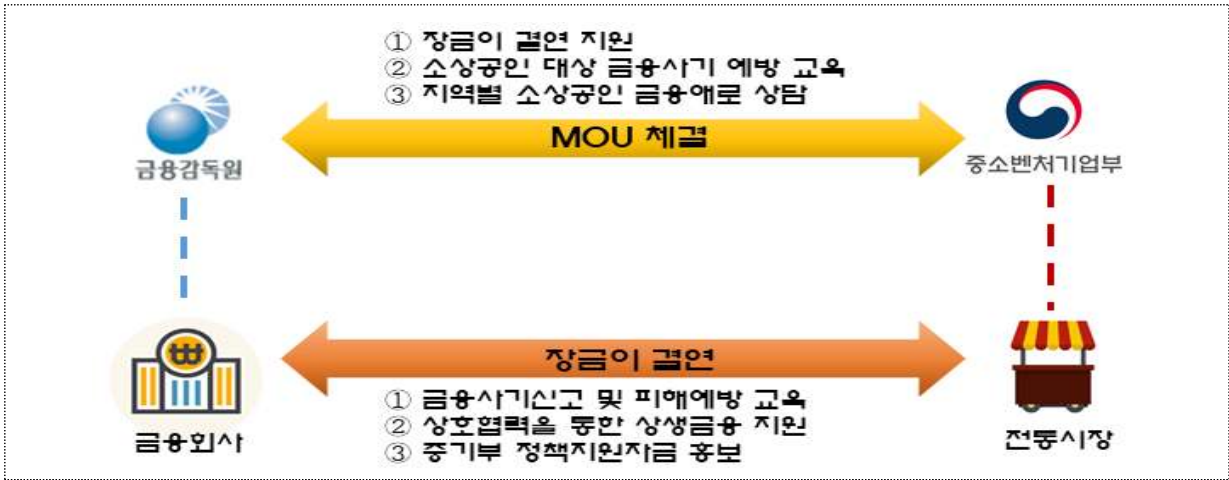 ① 장금이 결연 지원
② 소상공인 대상 금융사기 예방 교육
③ 지역별 소상공인 금융애로 상담
MOU 체결
금융감독원
중소벤처기업부
장금이 결연
① 금융사기신고 및 피해예방 교육
② 상호협력을 통한 상생금융 지원
③ 중기부 정책지원자금 홍보
금융회사
전통시장